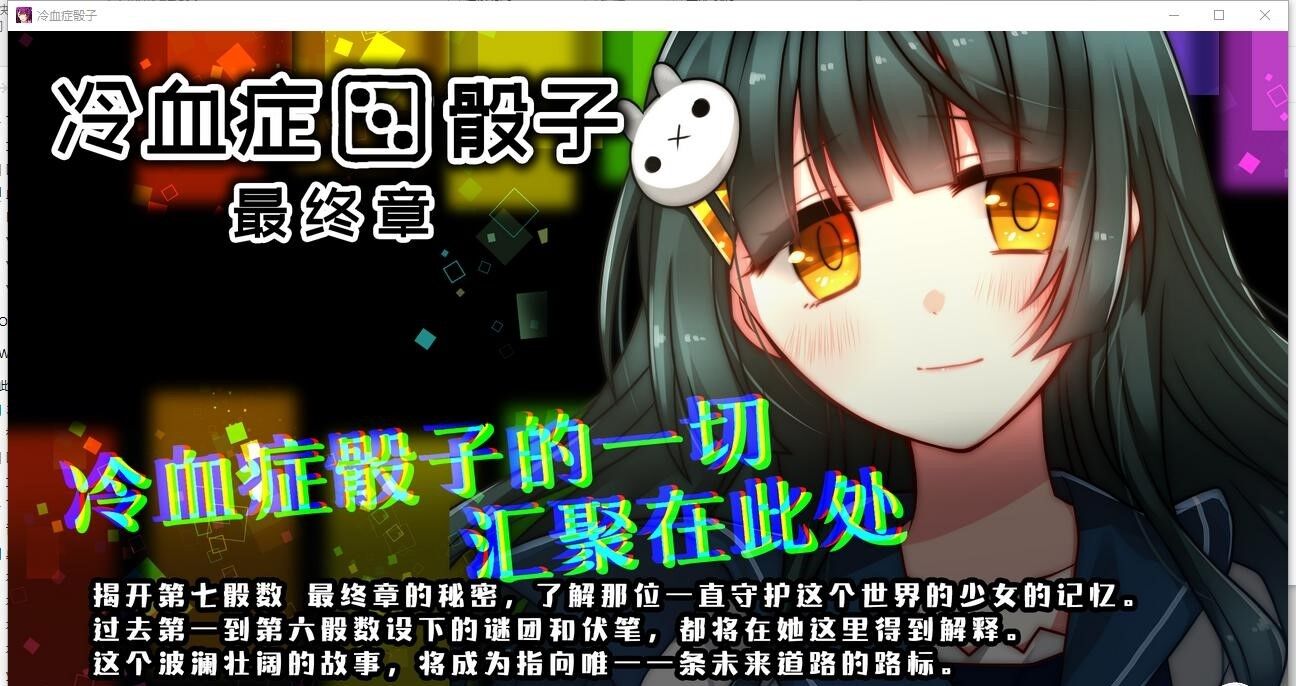 冷血症骰子
冷血症骰子
最终章
冷血症骰子的一切
汇聚在此处
揭开第七骰数 最终章的秘密，了解那位一直守护这个世界的少女的记忆。
过去第一到第六骰数设下的谜团和伏笔，都将在她这里得到解释。
这个波澜壮阔的故事，将成为指向唯一一条未来道路的路标。